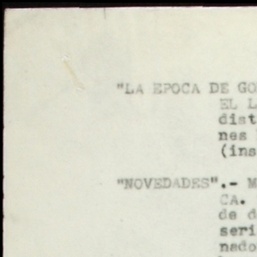 "LA EPOCA DE GO
EL L
dist
nes
(ins
"NOVEDADES".- M
CA.
de d
seri
nado